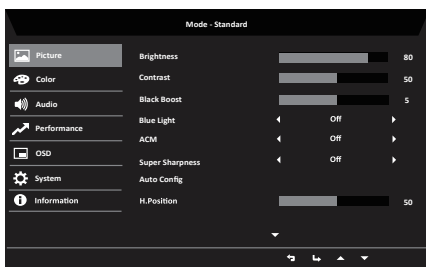 Mode - Standard
Picture
Color
Audio
Performance
OSD
System
Information
Brightness 80
Contrast 50
Black Boost 5
Blue Light Off
ACM Off
Super Sharpness Off
Auto Config
H.Position 50